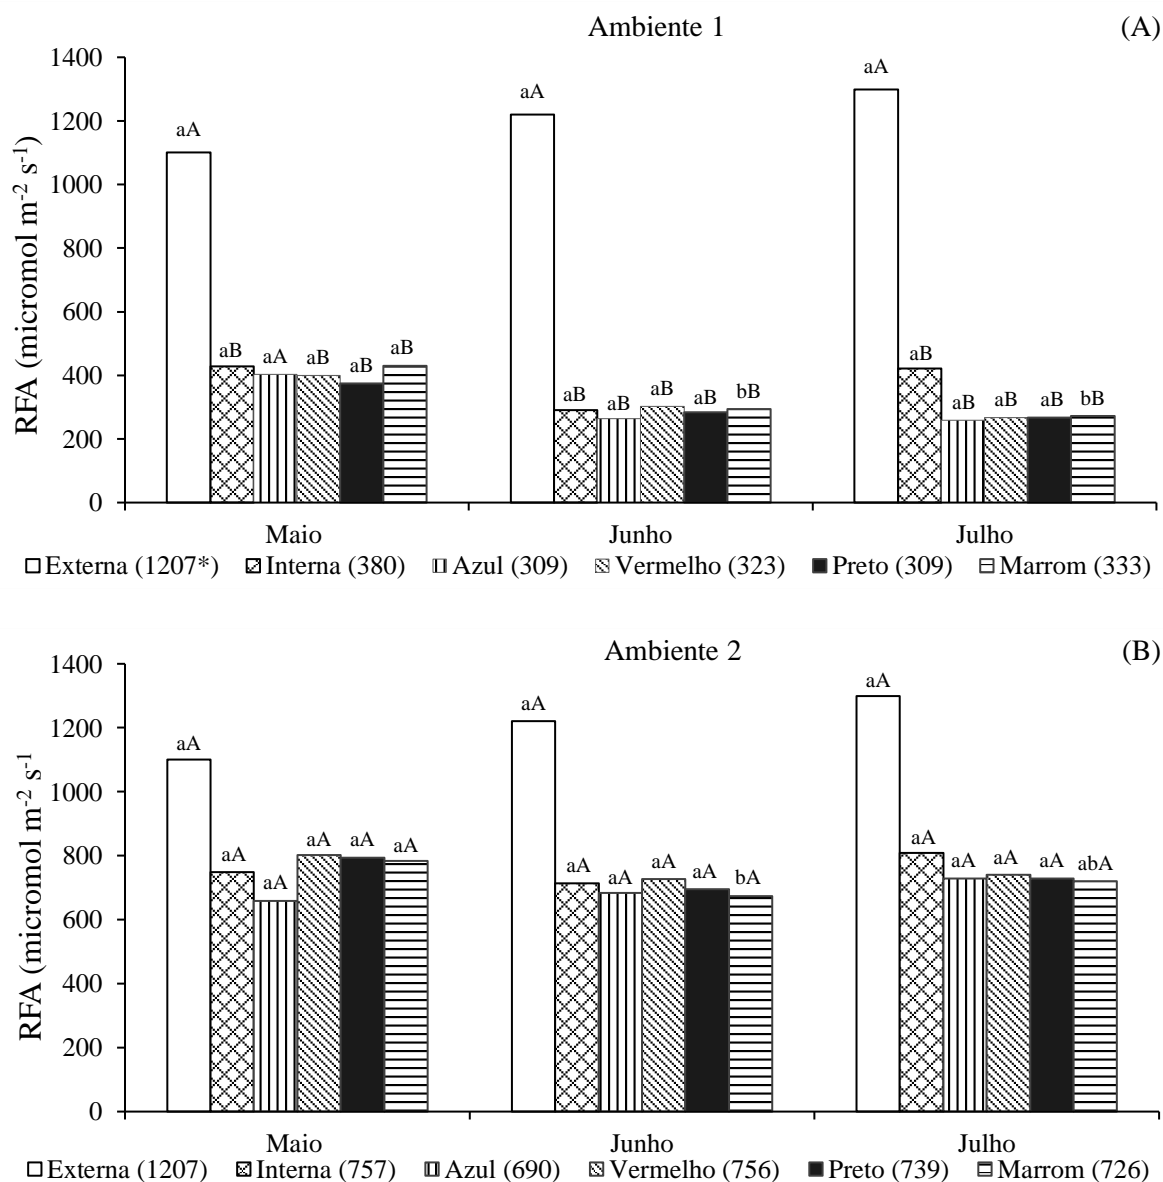 Ambiente 1 (A)
RFA (micromol m⁻² s⁻¹)
1400
1200
1000
800
600
400
200
0
aA aB aA aB aB aB
aA aB aB aB aB bB
aA aB aB aB aB bB
Maio Junho Julho
Externa (1207*) Interna (380) Azul (309) Vermelho (323) Preto (309) Marrom (333)
Ambiente 2 (B)
RFA (micromol m⁻² s⁻¹)
1400
1200
1000
800
600
400
200
0
aA aA aA aA aA aA
aA aA aA aA aA bA
aA aA aA aA aA abA
Maio Junho Julho
Externa (1207) Interna (757) Azul (690) Vermelho (756) Preto (739) Marrom (726)